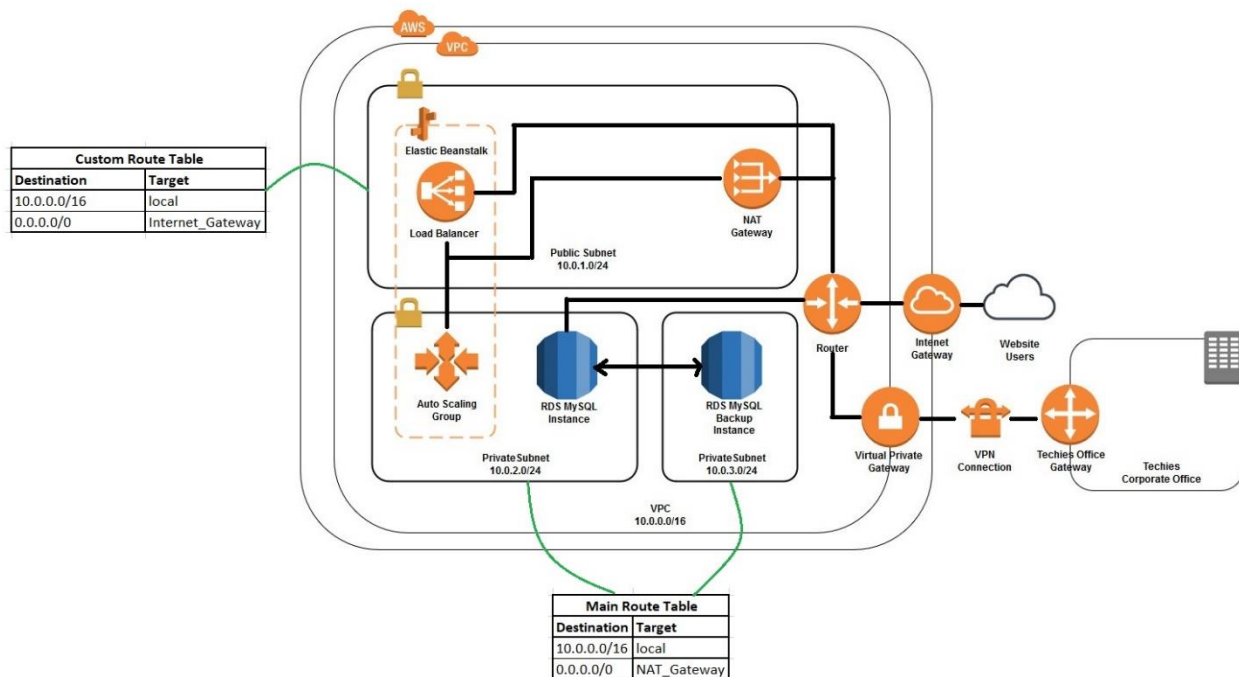 AWS
VPC
Elastic Beanstalk
Load Balancer
NAT
Gateway
Public Subnet
10.0.1.0/24
Custom Route Table
Destination Target
10.0.0.0/16 local
0.0.0.0/0 Internet_Gateway
Auto Scaling
Group
RDS MySQL
Instance
RDS MySQL
Backup
Instance
PrivateSubnet
10.0.2.0/24
PrivateSubnet
10.0.3.0/24
Router
Intenet
Gateway
Website
Users
Virtual Private
Gateway
VPN
Connection
Techies Office
Gateway
Techies
Corporate Office
VPC
10.0.0.0/16
Main Route Table
Destination Target
10.0.0.0/16 local
0.0.0.0/0 NAT_Gateway